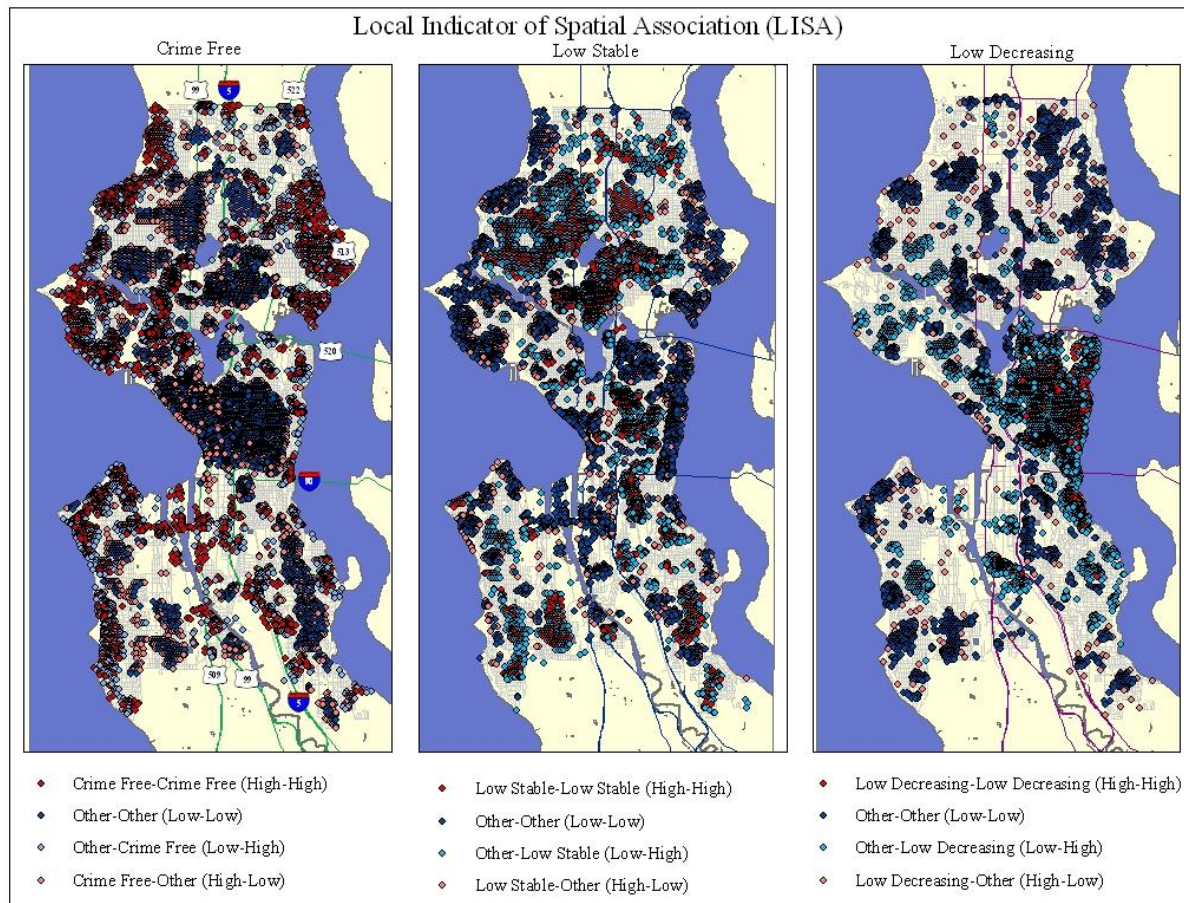 Local Indicator of Spatial Association (LISA)
Crime Free
Low Stable
Low Decreasing
99
5
522
513
520
90
509
99
5
Crime Free-Crime Free (High-High)
Other-Other (Low-Low)
Other-Crime Free (Low-High)
Crime Free-Other (High-Low)
Low Stable-Low Stable (High-High)
Other-Other (Low-Low)
Other-Low Stable (Low-High)
Low Stable-Other (High-Low)
Low Decreasing-Low Decreasing (High-High)
Other-Other (Low-Low)
Other-Low Decreasing (Low-High)
Low Decreasing-Other (High-Low)